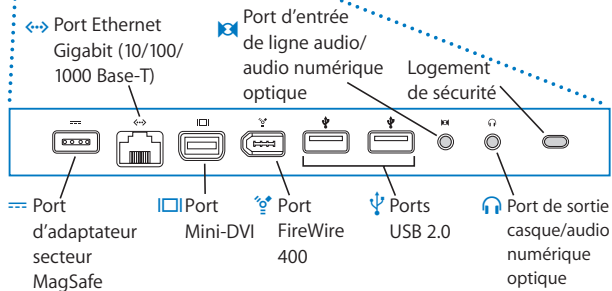 Port Ethernet
Gigabit (10/100/
1000 Base-T)
Port d'entrée
de ligne audio/
audio numérique
optique
Logement
de sécurité
Port
d'adaptateur
secteur
MagSafe
Port
Mini-DVI
Port
FireWire
400
Ports
USB 2.0
Port de sortie
casque/audio
numérique
optique